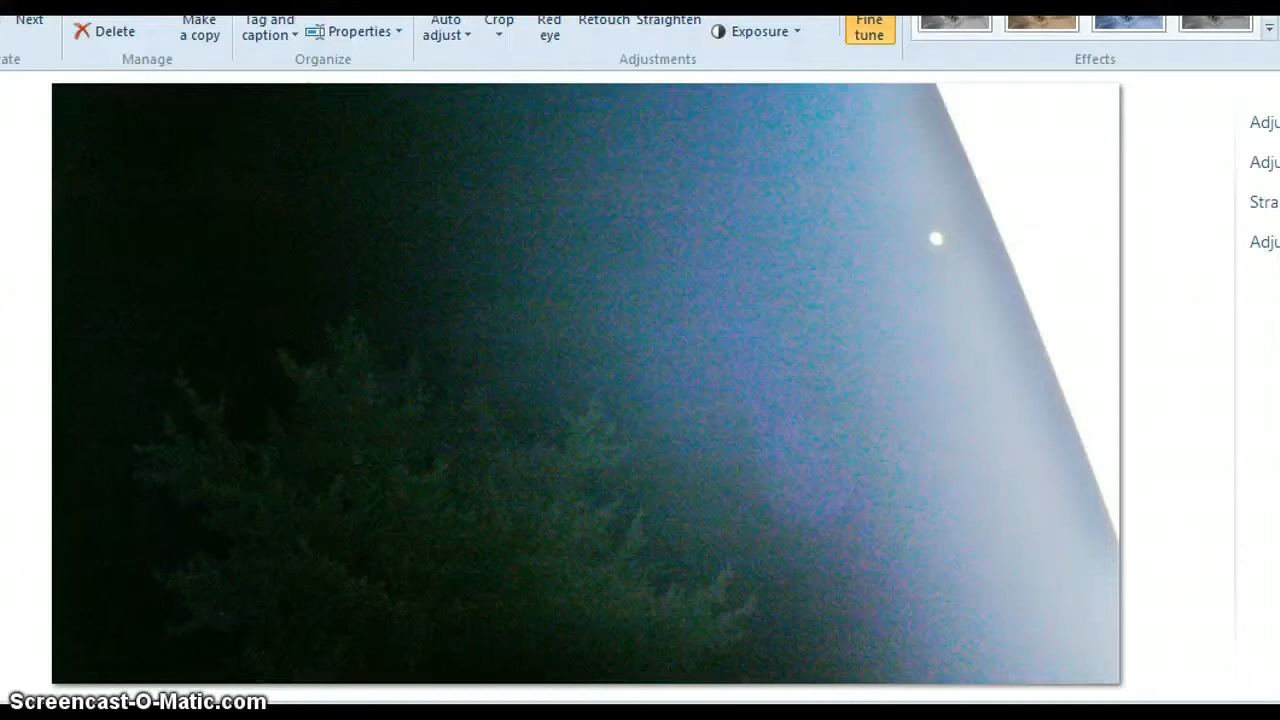 Next
Delete
Make
a copy
Tag and
caption
Properties
Auto
adjust
Crop
Red
eye
Retouch
Straighten
Exposure
Fine
tune
ate
Manage
Organize
Adjustments
Effects
Adju
Adju
Stra
Adju
Screencast-O-Matic.com